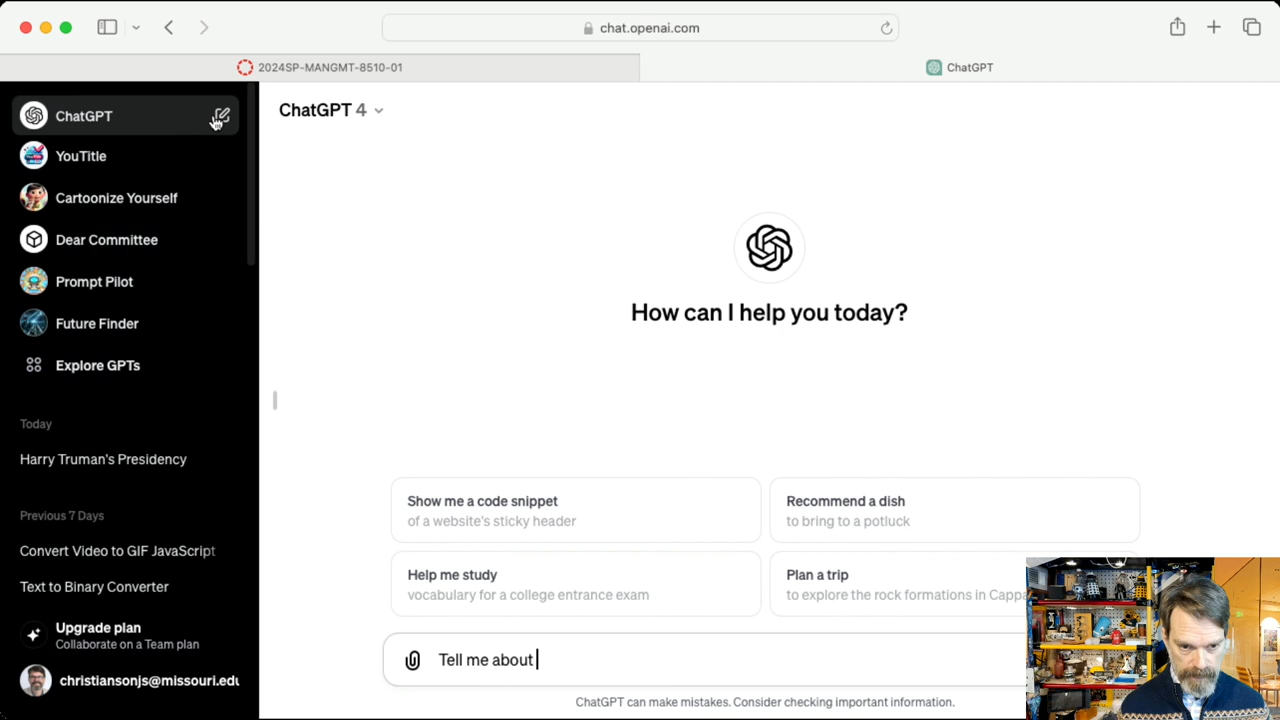 chat.openai.com
2024SP-MANGMT-8510-01
ChatGPT
ChatGPT
YouTitle
Cartoonize Yourself
Dear Committee
Prompt Pilot
Future Finder
Explore GPTs
Today
Harry Truman's Presidency
Previous 7 Days
Convert Video to GIF JavaScript
Text to Binary Converter
Upgrade plan
Collaborate on a Team plan
christiansonjs@missouri.edu
ChatGPT 4
How can I help you today?
Show me a code snippet
of a website's sticky header
Recommend a dish
to bring to a potluck
Help me study
vocabulary for a college entrance exam
Plan a trip
to explore the rock formations in Cappa
Tell me about
ChatGPT can make mistakes. Consider checking important information.